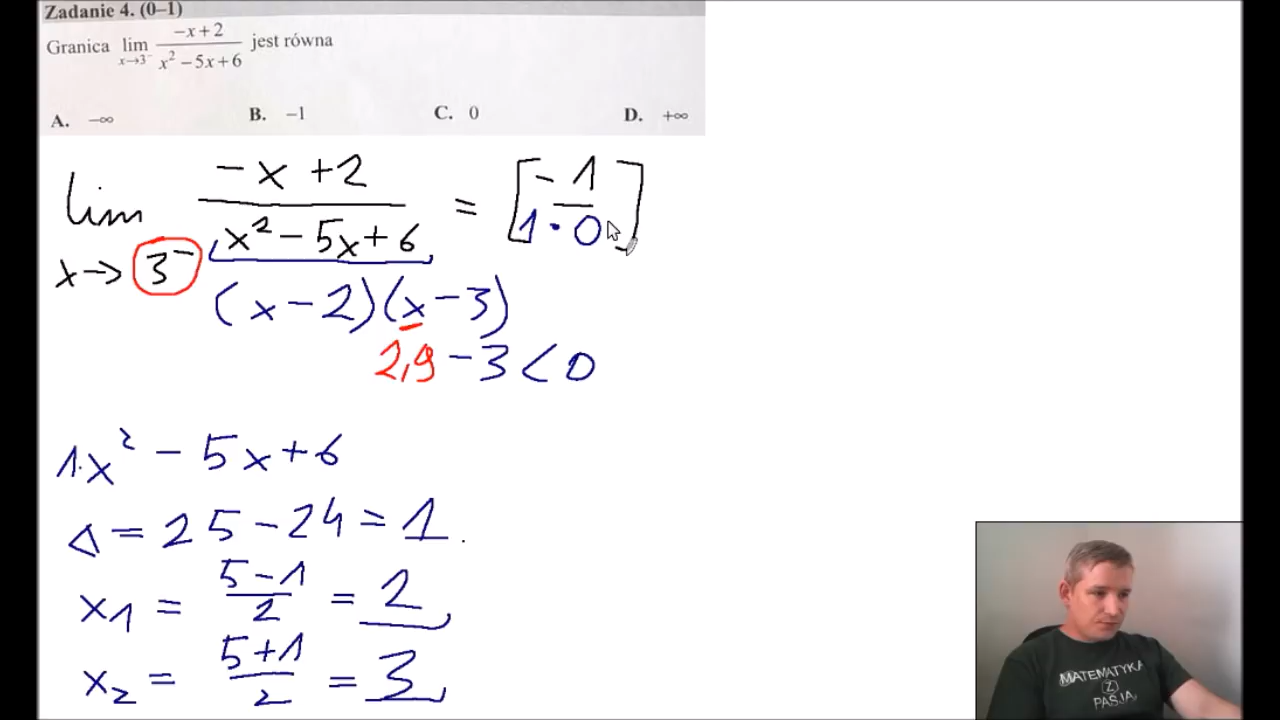 Zadanie 4. (0–1)
Granica lim x→3⁻ (−x+2)/(x²−5x+6) jest równa
A. −∞ B. −1 C. 0 D. +∞
lim x→3⁻ (−x+2)/(x²−5x+6) = [−1/(1·0)]
(x−2)(x−3)
2,9−3<0
1·x²−5x+6
Δ=25−24=1.
x₁ = (5−1)/2 = 2
x₂ = (5+1)/2 = 3
MATEMATYKA
Z
PASJĄ